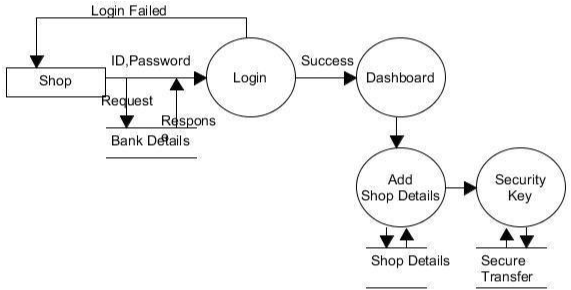 Login Failed
ID,Password
Success
Shop
Login
Dashboard
Request
Respons
e
Bank Details
Add
Shop Details
Security
Key
Shop Details
Secure
Transfer